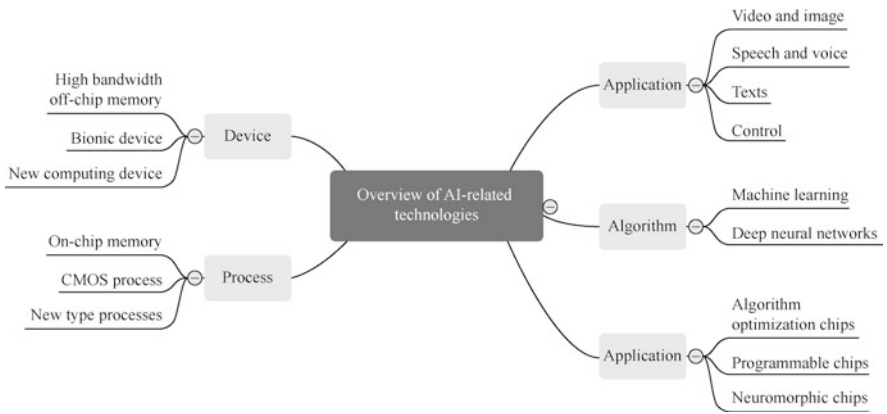 Video and image
Speech and voice
Application
Texts
Control
High bandwidth
off-chip memory
Bionic device
Device
New computing device
Overview of AI-related
technologies
Machine learning
Algorithm
Deep neural networks
On-chip memory
CMOS process
Process
New type processes
Algorithm
optimization chips
Application
Programmable chips
Neuromorphic chips